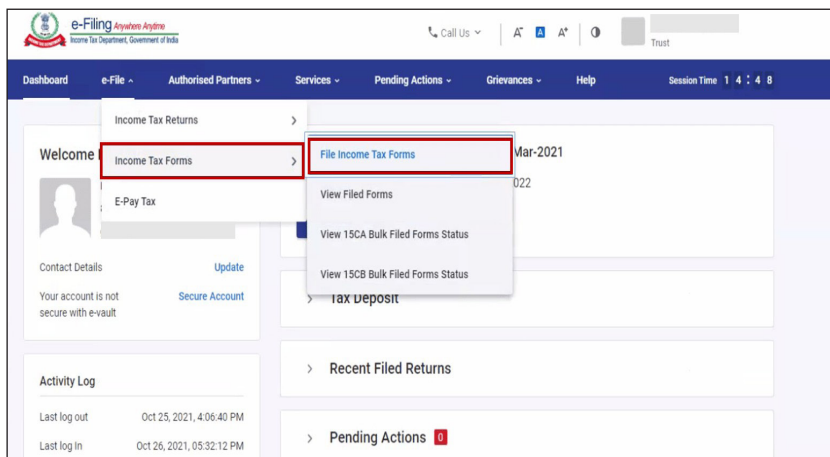 e-Filing Anywhere Anytime
Income Tax Department, Government of India
Call Us
A- A A+
Trust
Dashboard e-File Authorised Partners Services Pending Actions Grievances Help Session Time 1 4 : 4 8
Income Tax Returns
Income Tax Forms
E-Pay Tax
File Income Tax Forms
View Filed Forms
View 15CA Bulk Filed Forms Status
View 15CB Bulk Filed Forms Status
Welcome
Mar-2021
022
Contact Details Update
Your account is not Secure Account
secure with e-vault
Activity Log
Last log out Oct 25, 2021, 4:06:40 PM
Last log In Oct 26, 2021, 05:32:12 PM
Tax Deposit
Recent Filed Returns
Pending Actions 0